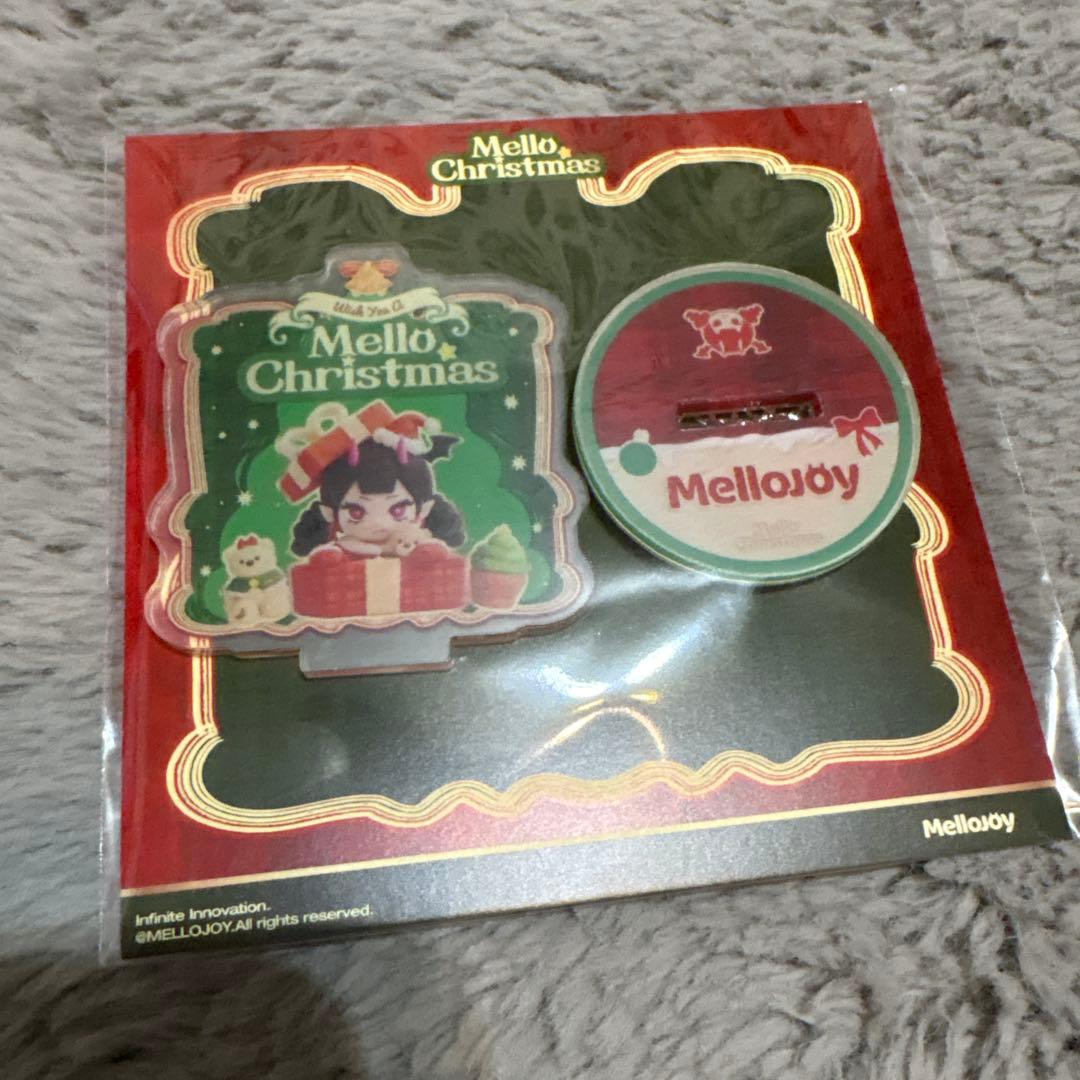 Mello
Christmas
Wish You A
Mello
Christmas
MelloJOY
MelloJOY
Infinite Innovation.
@MELLOJOY.All rights reserved.